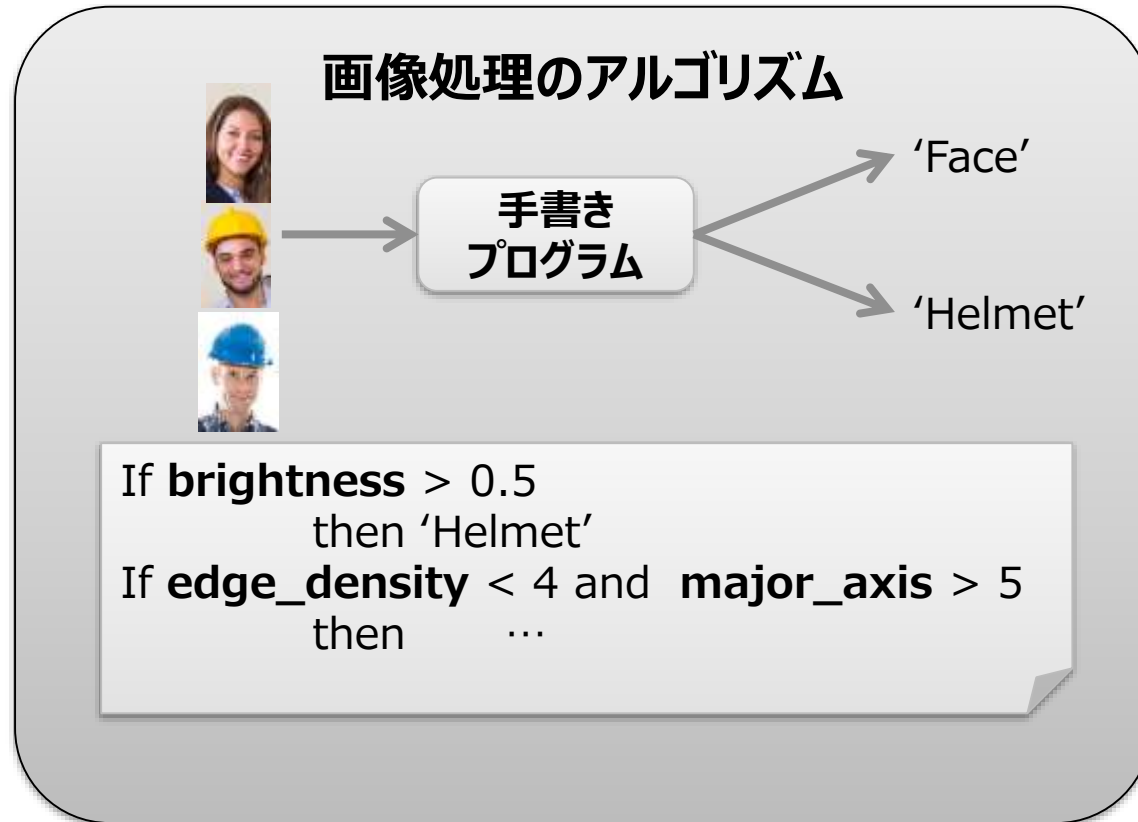 画像処理のアルゴリズム
‘Face’
手書き
プログラム
‘Helmet’
If brightness > 0.5
then ‘Helmet’
If edge_density < 4 and major_axis > 5
then …